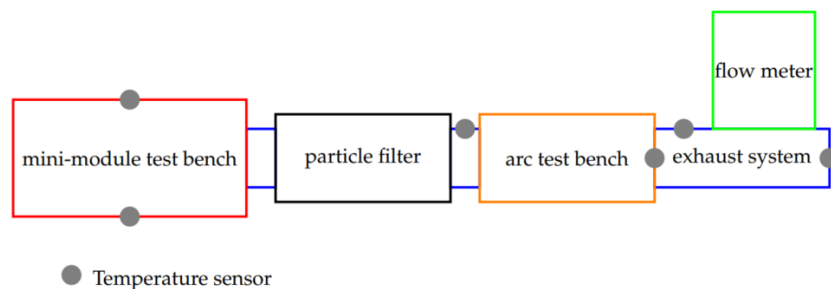 flow meter
mini-module test bench
particle filter
arc test bench
exhaust system
Temperature sensor